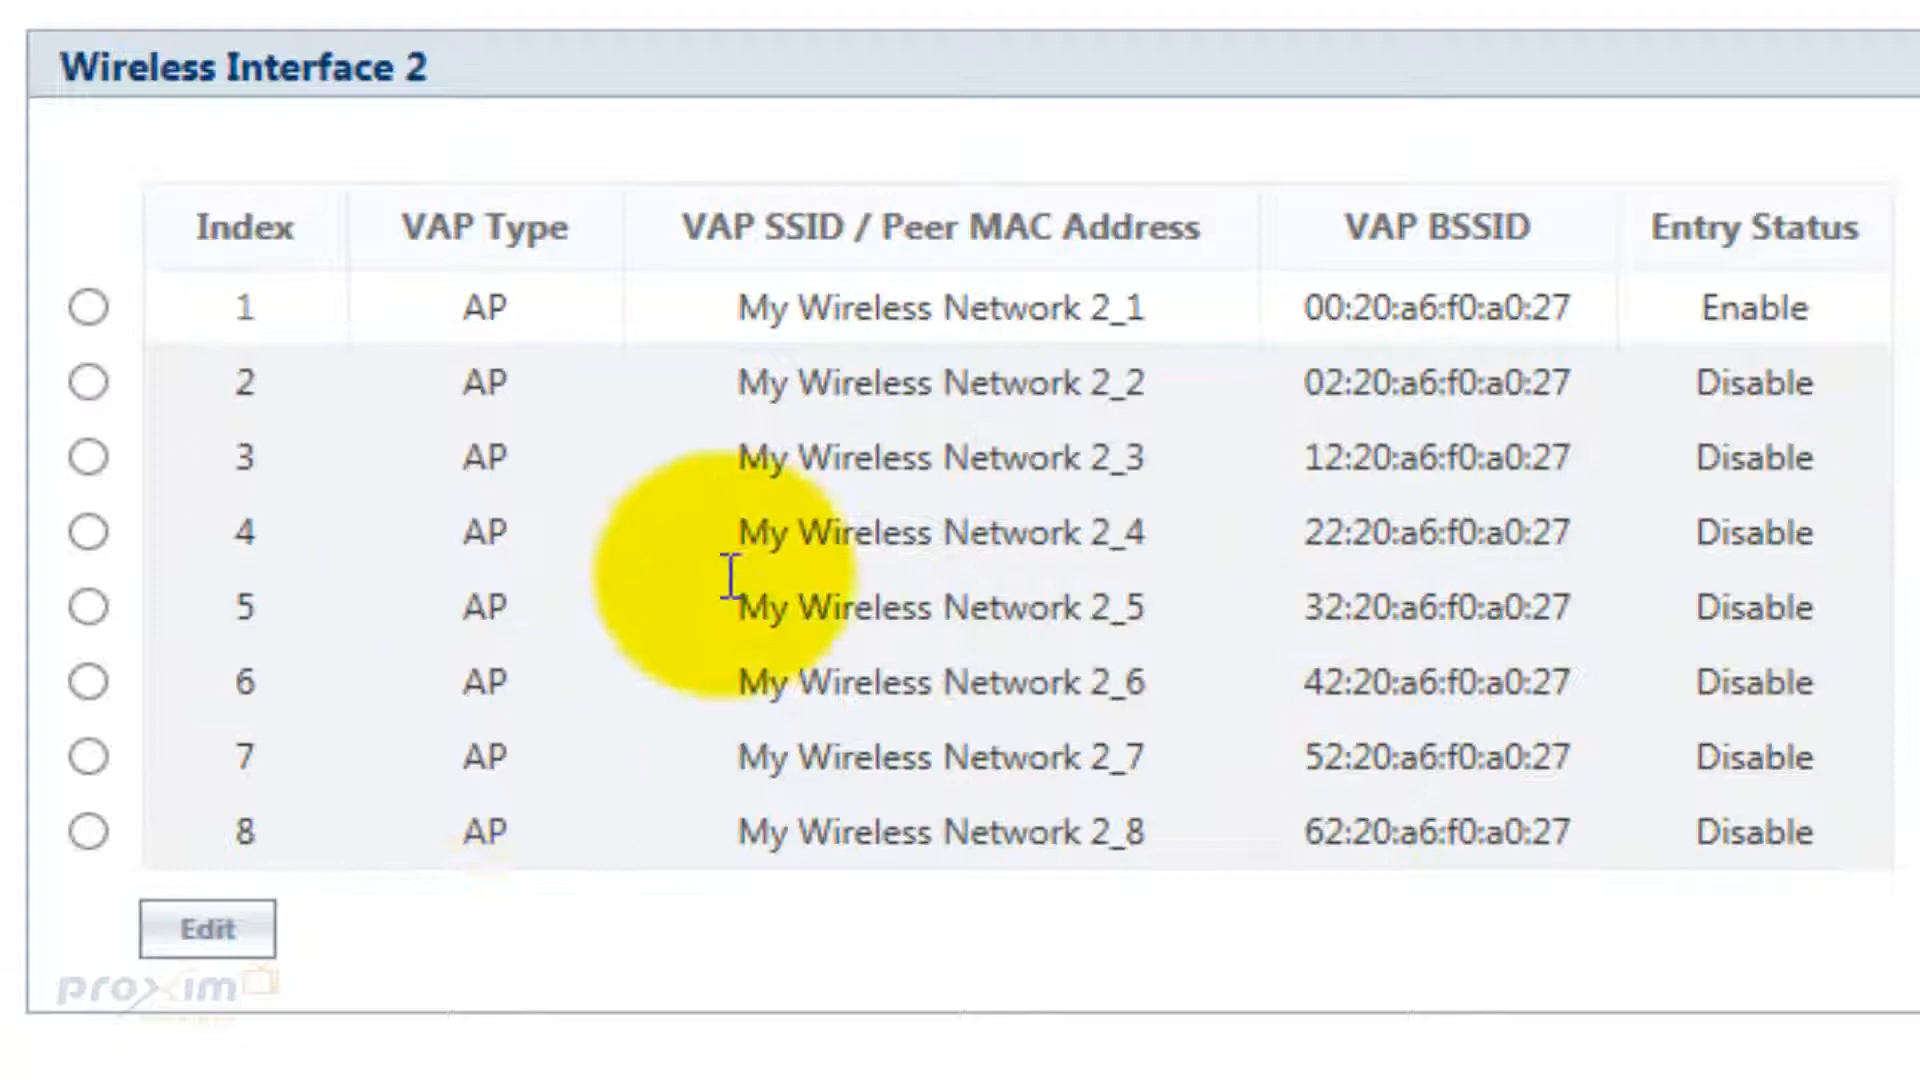 Wireless Interface 2
Index VAP Type VAP SSID / Peer MAC Address VAP BSSID Entry Status
1 AP My Wireless Network 2_1 00:20:a6:f0:a0:27 Enable
2 AP My Wireless Network 2_2 02:20:a6:f0:a0:27 Disable
3 AP My Wireless Network 2_3 12:20:a6:f0:a0:27 Disable
4 AP My Wireless Network 2_4 22:20:a6:f0:a0:27 Disable
5 AP My Wireless Network 2_5 32:20:a6:f0:a0:27 Disable
6 AP My Wireless Network 2_6 42:20:a6:f0:a0:27 Disable
7 AP My Wireless Network 2_7 52:20:a6:f0:a0:27 Disable
8 AP My Wireless Network 2_8 62:20:a6:f0:a0:27 Disable
Edit
proxim